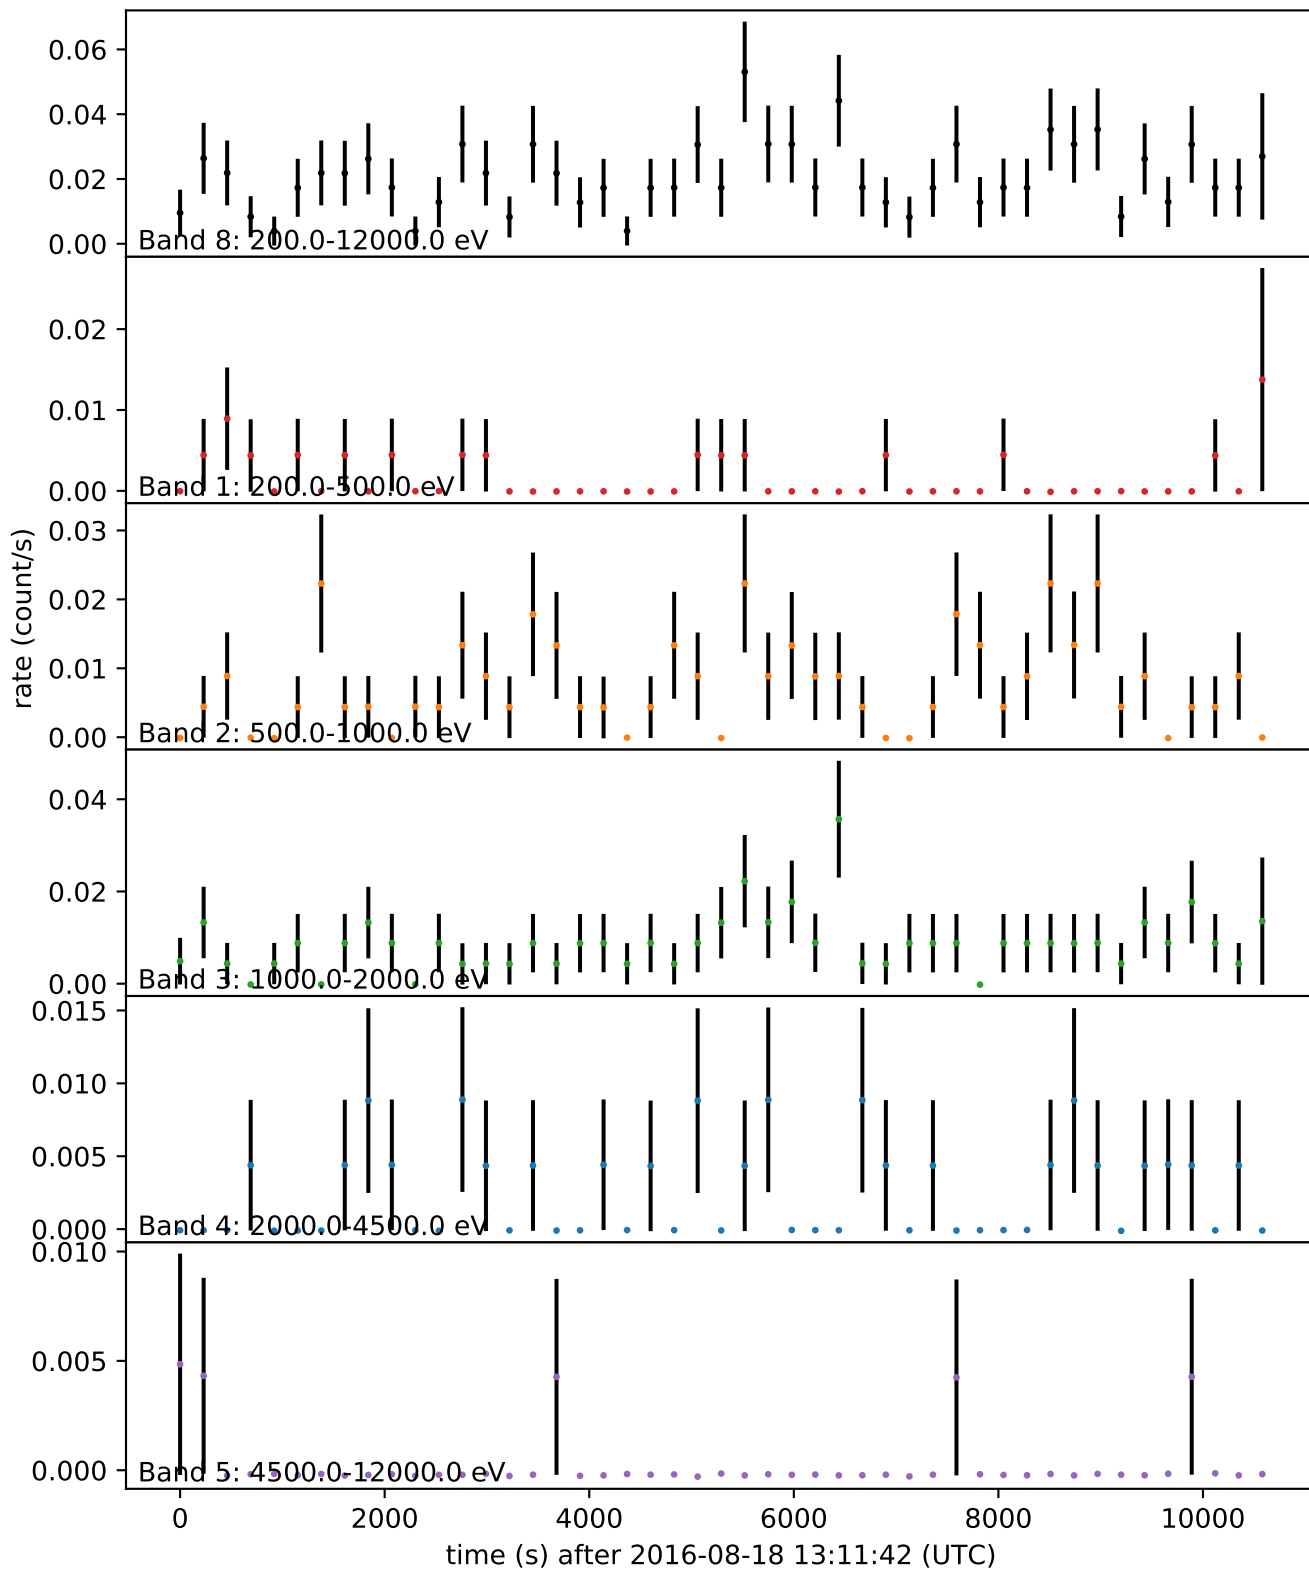 0.06
0.04
0.02
0.00
Band 8: 200.0-12000.0 eV
0.02
0.01
0.00
Band 1: 200.0-500.0 eV
0.03
0.02
0.01
0.00
Band 2: 500.0-1000.0 eV
rate (count/s)
0.04
0.02
0.00
Band 3: 1000.0-2000.0 eV
0.015
0.010
0.005
0.000
Band 4: 2000.0-4500.0 eV
0.010
0.005
0.000
Band 5: 4500.0-12000.0 eV
0 2000 4000 6000 8000 10000
time (s) after 2016-08-18 13:11:42 (UTC)